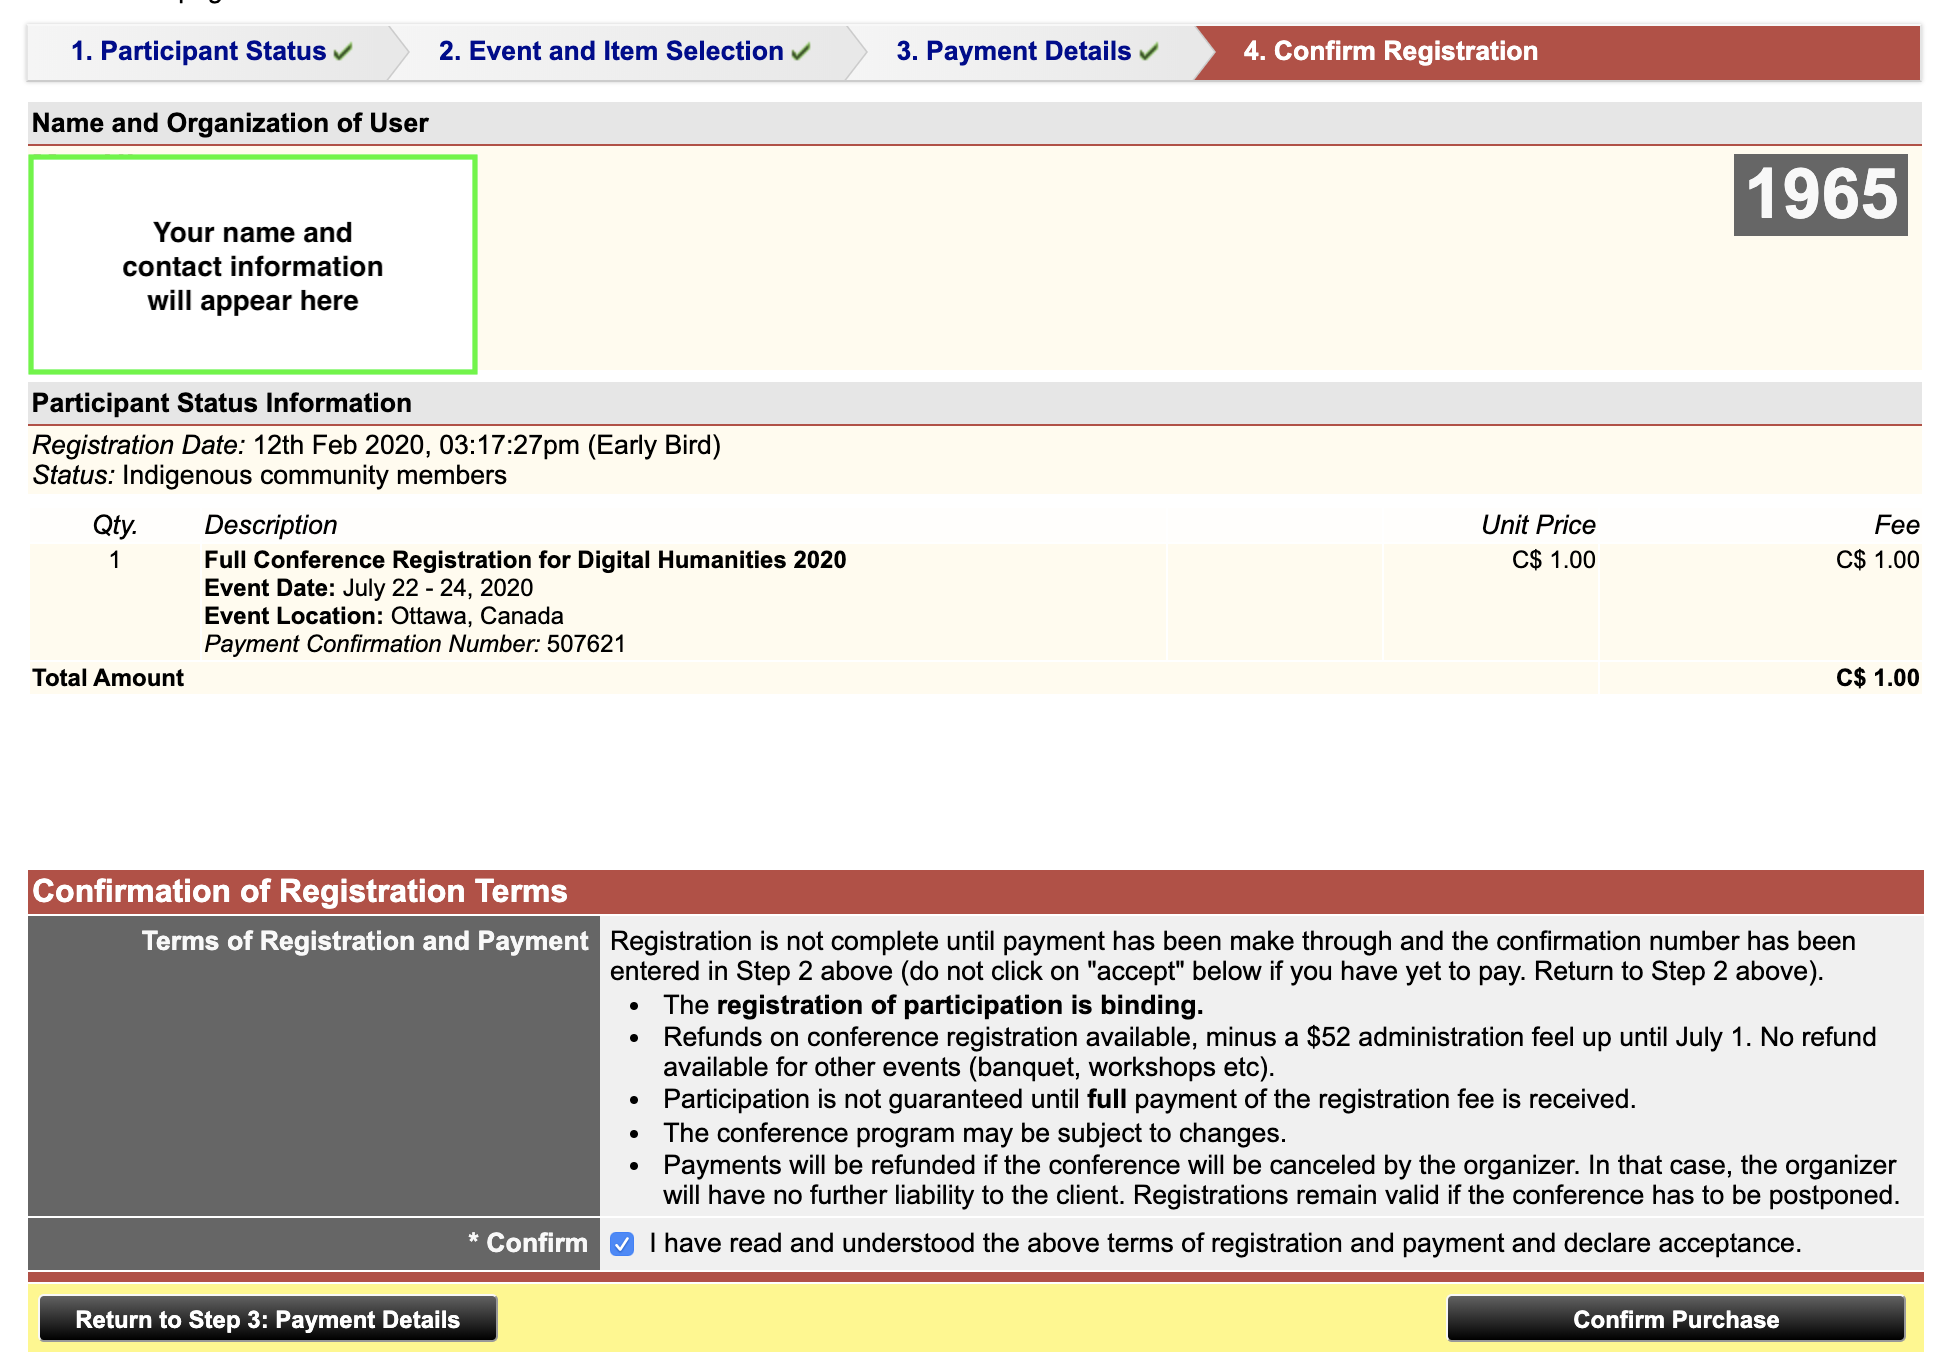 1. Participant Status 2. Event and Item Selection 3. Payment Details 4. Confirm Registration
Name and Organization of User
1965
Your name and
contact information
will appear here
Participant Status Information
Registration Date: 12th Feb 2020, 03:17:27pm (Early Bird)
Status: Indigenous community members
Qty. Description Unit Price Fee
1 Full Conference Registration for Digital Humanities 2020 C$ 1.00 C$ 1.00
Event Date: July 22 - 24, 2020
Event Location: Ottawa, Canada
Payment Confirmation Number: 507621
Total Amount C$ 1.00
Confirmation of Registration Terms
Terms of Registration and Payment Registration is not complete until payment has been make through and the confirmation number has been
entered in Step 2 above (do not click on "accept" below if you have yet to pay. Return to Step 2 above).
• The registration of participation is binding.
• Refunds on conference registration available, minus a $52 administration feel up until July 1. No refund
available for other events (banquet, workshops etc).
• Participation is not guaranteed until full payment of the registration fee is received.
• The conference program may be subject to changes.
• Payments will be refunded if the conference will be canceled by the organizer. In that case, the organizer
will have no further liability to the client. Registrations remain valid if the conference has to be postponed.
* Confirm I have read and understood the above terms of registration and payment and declare acceptance.
Return to Step 3: Payment Details Confirm Purchase